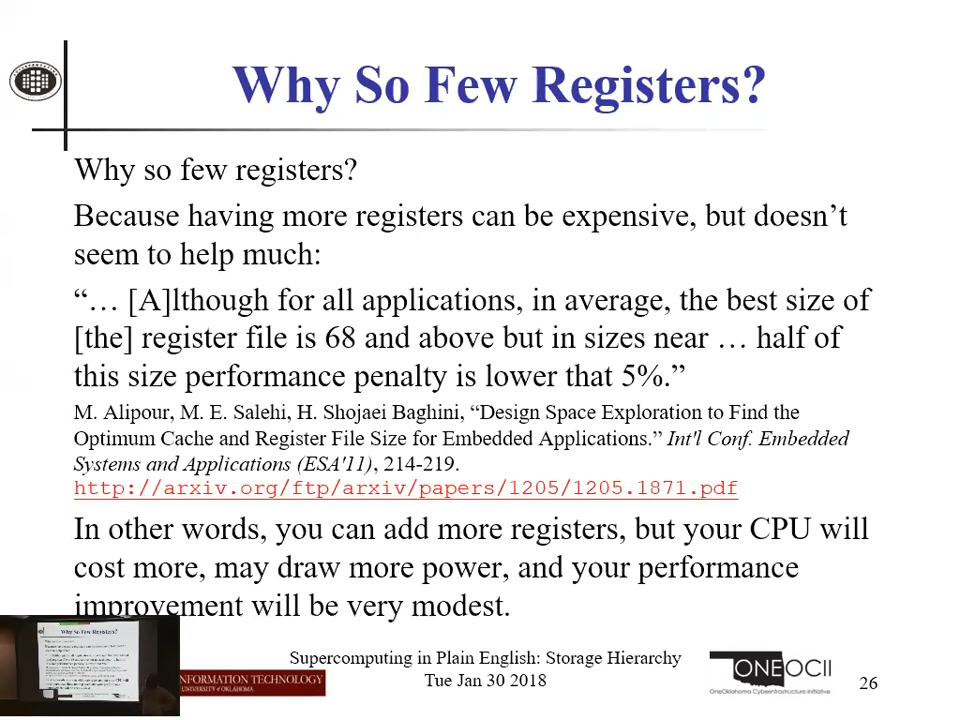 Why So Few Registers?
Why so few registers?
Because having more registers can be expensive, but doesn’t
seem to help much:
“… [A]lthough for all applications, in average, the best size of
[the] register file is 68 and above but in sizes near … half of
this size performance penalty is lower that 5%.”
M. Alipour, M. E. Salehi, H. Shojaei Baghini, “Design Space Exploration to Find the
Optimum Cache and Register File Size for Embedded Applications.” Int'l Conf. Embedded
Systems and Applications (ESA'11), 214-219.
http://arxiv.org/ftp/arxiv/papers/1205/1205.1871.pdf
In other words, you can add more registers, but your CPU will
cost more, may draw more power, and your performance
improvement will be very modest.
Why So Few Registers?
INFORMATION TECHNOLOGY
UNIVERSITY OF OKLAHOMA
Supercomputing in Plain English: Storage Hierarchy
Tue Jan 30 2018
ONEOCII
OneOklahoma Cyberinfrastructure Initiative
26